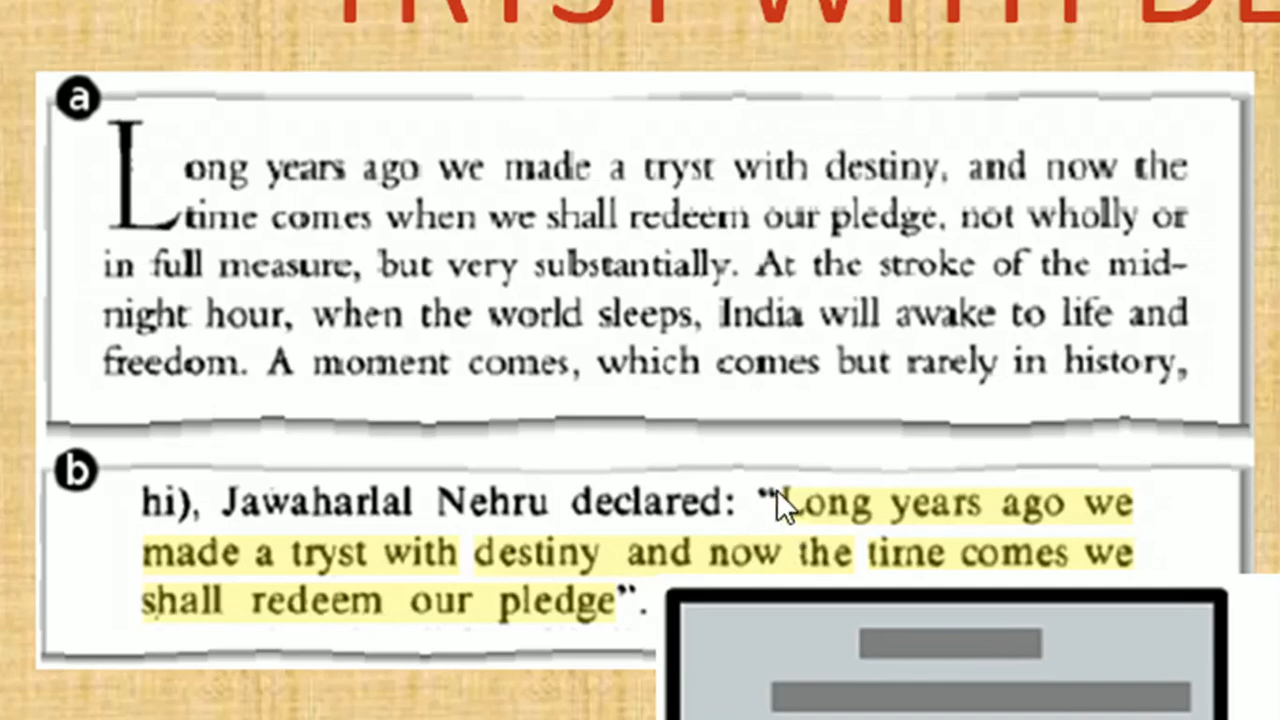 TRYST WITH DE
a
Long years ago we made a tryst with destiny, and now the
time comes when we shall redeem our pledge, not wholly or
in full measure, but very substantially. At the stroke of the mid-
night hour, when the world sleeps, India will awake to life and
freedom. A moment comes, which comes but rarely in history,
b
hi), Jawaharlal Nehru declared: “Long years ago we
made a tryst with destiny and now the time comes we
shall redeem our pledge”.